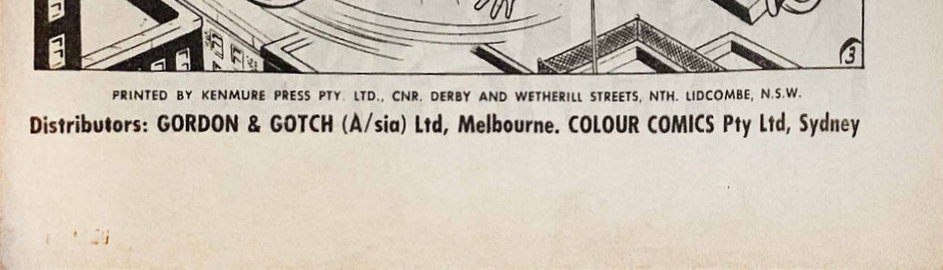 3
PRINTED BY KENMURE PRESS PTY. LTD., CNR. DERBY AND WETHERILL STREETS, NTH. LIDCOMBE, N.S.W.
Distributors: GORDON & GOTCH (A/sia) Ltd, Melbourne. COLOUR COMICS Pty Ltd, Sydney